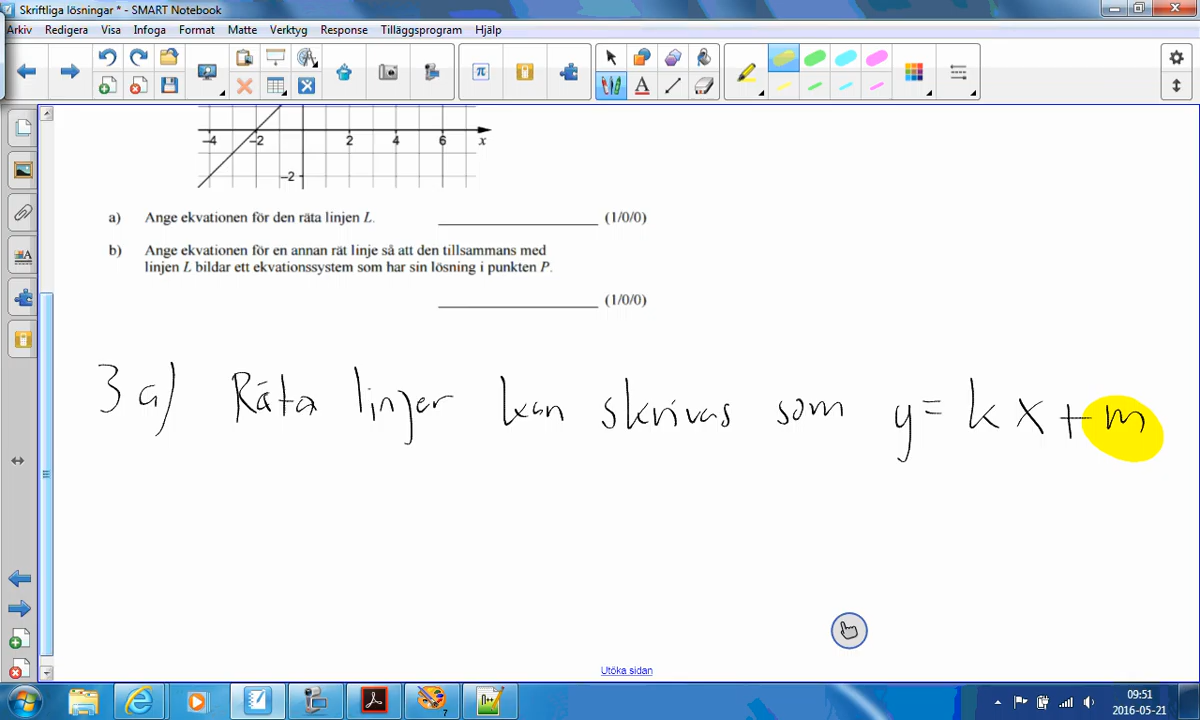 Skriftliga lösningar * - SMART Notebook
Arkiv Redigera Visa Infoga Format Matte Verktyg Response Tilläggsprogram Hjälp
-4 -2 2 4 6 x
-2
a) Ange ekvationen för den räta linjen L. (1/0/0)
b) Ange ekvationen för en annan rät linje så att den tillsammans med
linjen L bildar ett ekvationssystem som har sin lösning i punkten P.
(1/0/0)
3 a) Räta linjer kan skrivas som y = k x + m
Utöka sidan
09:51
2016-05-21